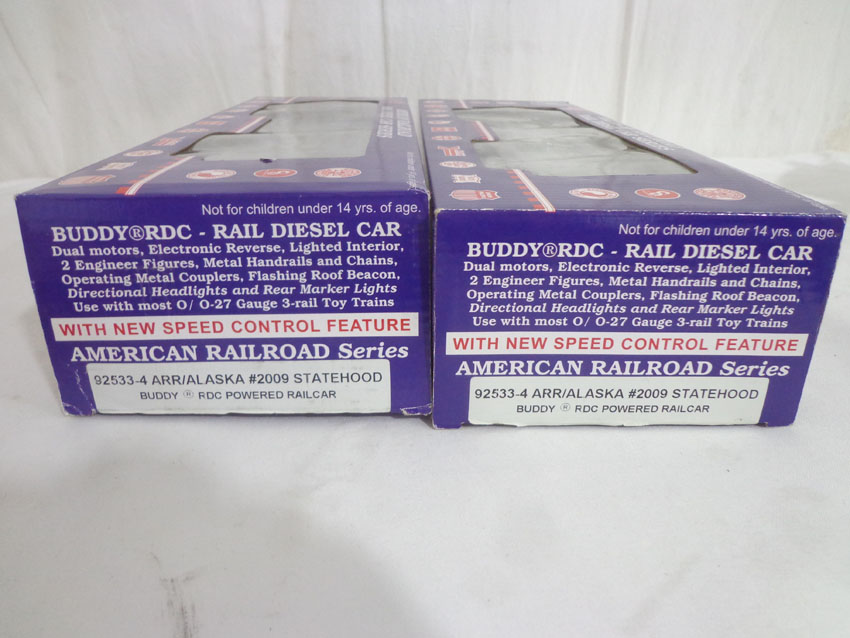 Not for children under 14 yrs. of age.
BUDDY®RDC - RAIL DIESEL CAR
Dual motors, Electronic Reverse, Lighted Interior,
2 Engineer Figures, Metal Handrails and Chains,
Operating Metal Couplers, Flashing Roof Beacon,
Directional Headlights and Rear Marker Lights
Use with most O/ O-27 Gauge 3-rail Toy Trains
WITH NEW SPEED CONTROL FEATURE
AMERICAN RAILROAD Series
92533-4 ARR/ALASKA #2009 STATEHOOD
BUDDY ® RDC POWERED RAILCAR
Not for children under 14 yrs. of age.
BUDDY®RDC - RAIL DIESEL CAR
Dual motors, Electronic Reverse, Lighted Interior,
2 Engineer Figures, Metal Handrails and Chains,
Operating Metal Couplers, Flashing Roof Beacon,
Directional Headlights and Rear Marker Lights
Use with most O/ O-27 Gauge 3-rail Toy Trains
WITH NEW SPEED CONTROL FEATURE
AMERICAN RAILROAD Series
92533-4 ARR/ALASKA #2009 STATEHOOD
BUDDY ® RDC POWERED RAILCAR